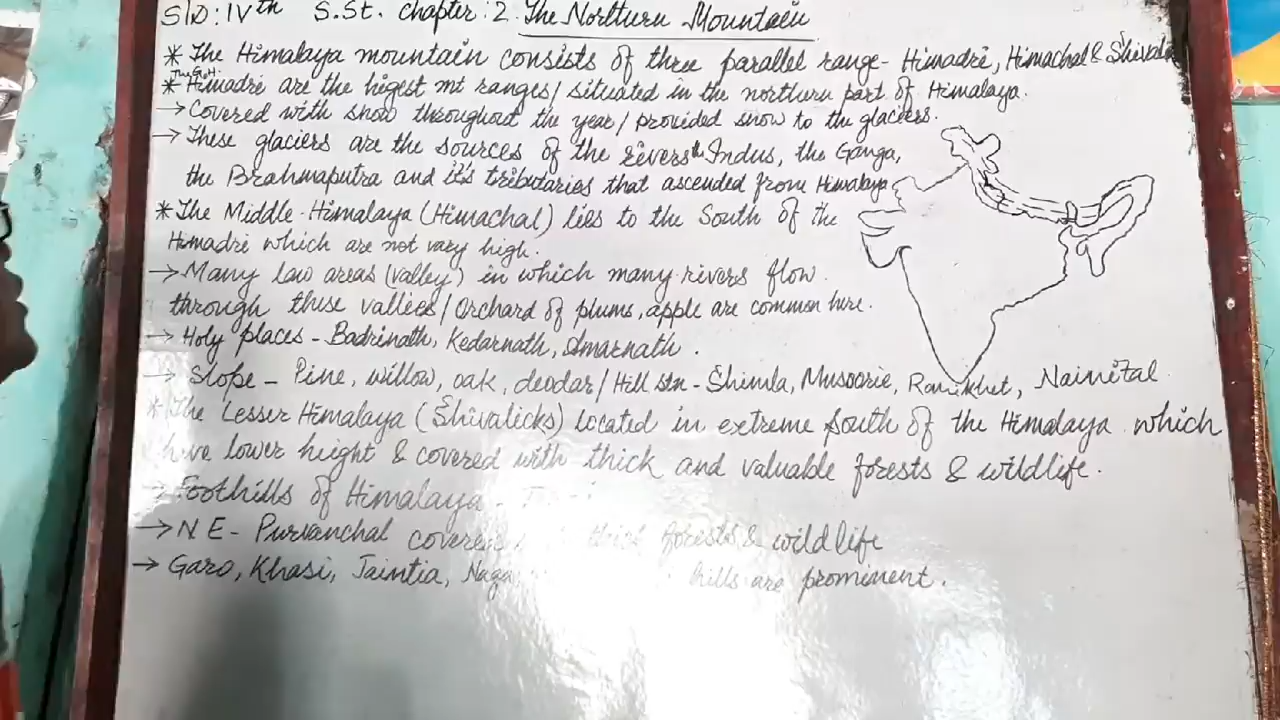 S/D: IVth S.St. Chapter: 2. The Northern Mountain
* The Himalaya mountain consists of three parallel range- Himadri, Himachal &
* Himadri are the higest mt ranges/ situated in the northern part of Himalaya.
→ Covered with snow throughout the year/ provided snow to the glaciers.
→ These glaciers are the sources of the rivers the Indus, the Ganga,
the Brahmaputra and it's tributaries that ascended from Himalaya
* The Middle-Himalaya (Himachal) lies to the South of the
Himadri which are not vary high.
→ Many low areas (valley) in which many rivers flow
through these vallees/ Orchard of plums, apple are common here.
→ Holy places - Badrinath, Kedarnath, Amarnath.
→ Slope - Pine, willow, oak, deodar/ Hill stn - Shimla, Musoorie, Ranikhet, Nainital.
* The Lesser Himalaya (Shivalicks) located in extreme South of the Himalaya which
have lower height & covered with thick and valuable forests & wildlife.
→ Foothills of Himalaya -
→ N.E- Purvanchal covered thick forests & wildlife
→ Garo, Khasi, Jaintia, Naga, hills are prominent.